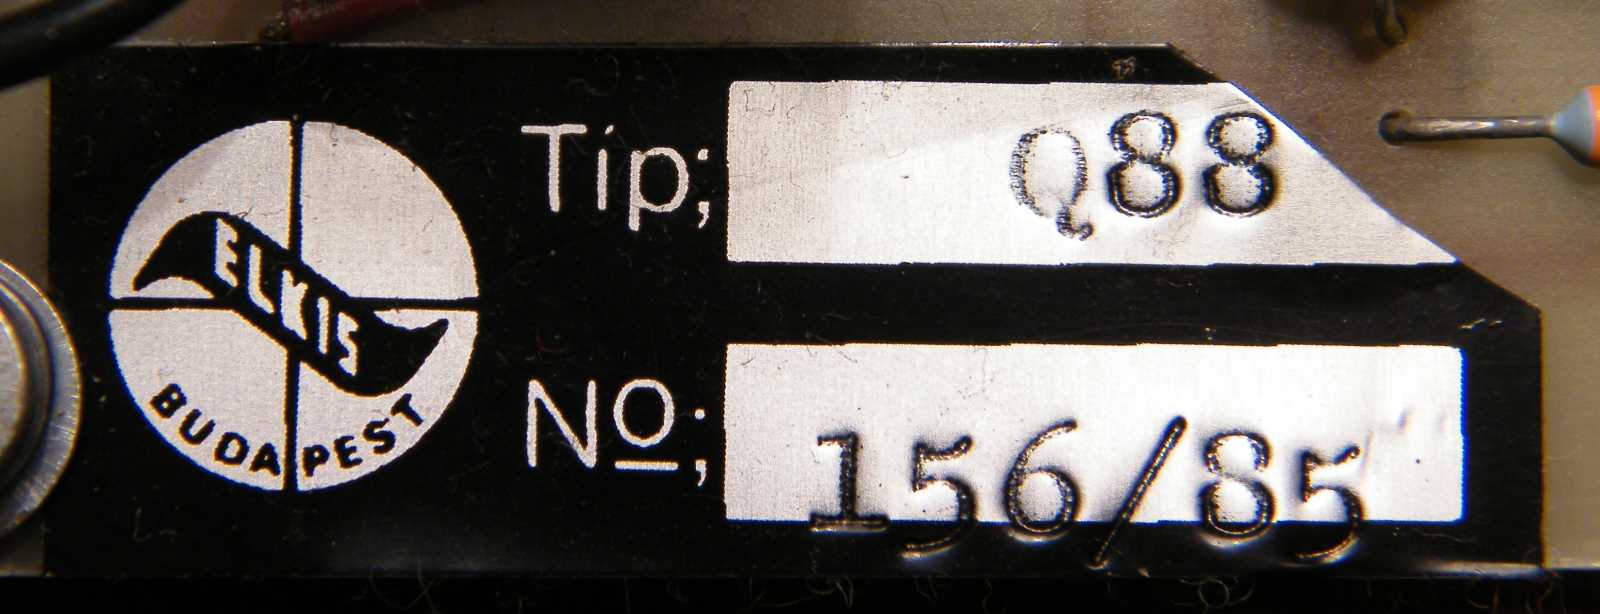 ELKIS
BUDAPEST
Tip; Q88
No; 156/85